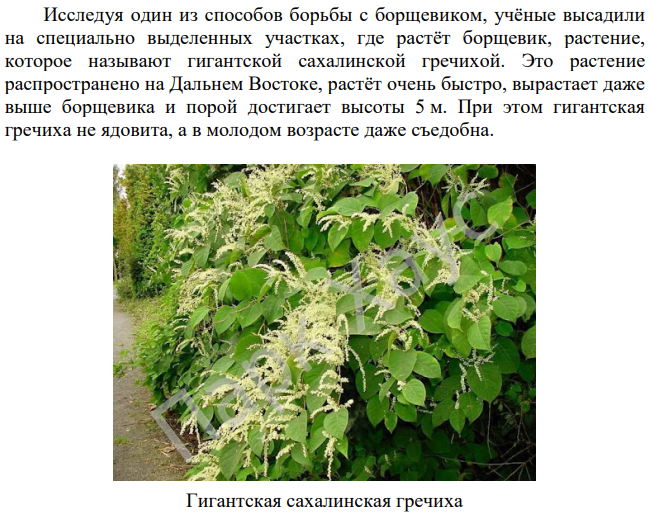 Исследуя один из способов борьбы с борщевиком, учёные высадили
на специально выделенных участках, где растёт борщевик, растение,
которое называют гигантской сахалинской гречихой. Это растение
распространено на Дальнем Востоке, растёт очень быстро, вырастает даже
выше борщевика и порой достигает высоты 5 м. При этом гигантская
гречиха не ядовита, а в молодом возрасте даже съедобна.
Парк Хаус
Гигантская сахалинская гречиха